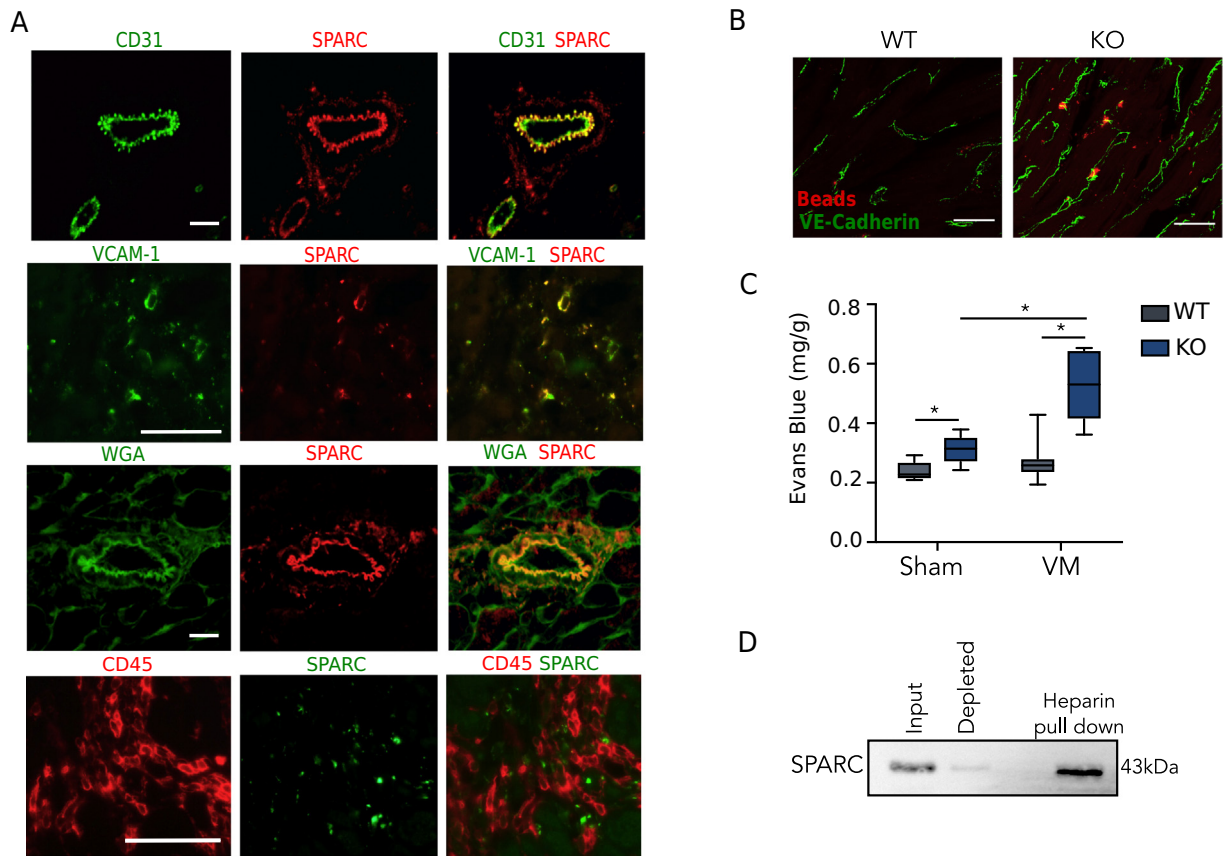 A
CD31 SPARC CD31 SPARC
VCAM-1 SPARC VCAM-1 SPARC
WGA SPARC WGA SPARC
CD45 SPARC CD45 SPARC
B
WT KO
Beads
VE-Cadherin
C
Evans Blue (mg/g)
0.8
0.6
0.4
0.2
0.0
* * *
Sham VM
WT
KO
D
Input Depleted Heparin
pull down
SPARC 43kDa